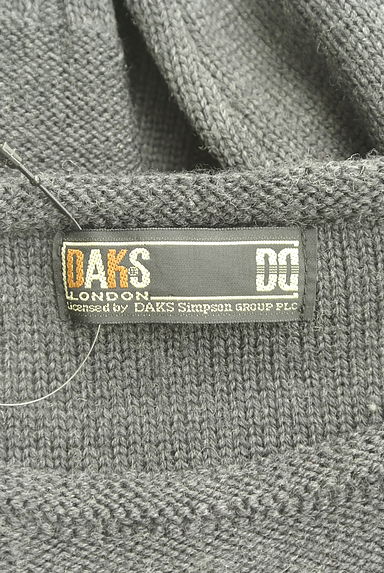 DAKS DD
LONDON
Licensed by DAKS Simpson GROUP PLC